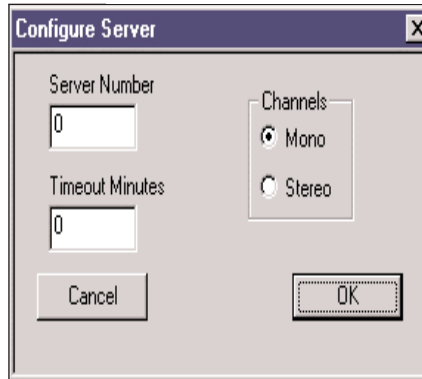 Configure Server
Server Number
0
Channels
Mono
Stereo
Timeout Minutes
0
Cancel
OK